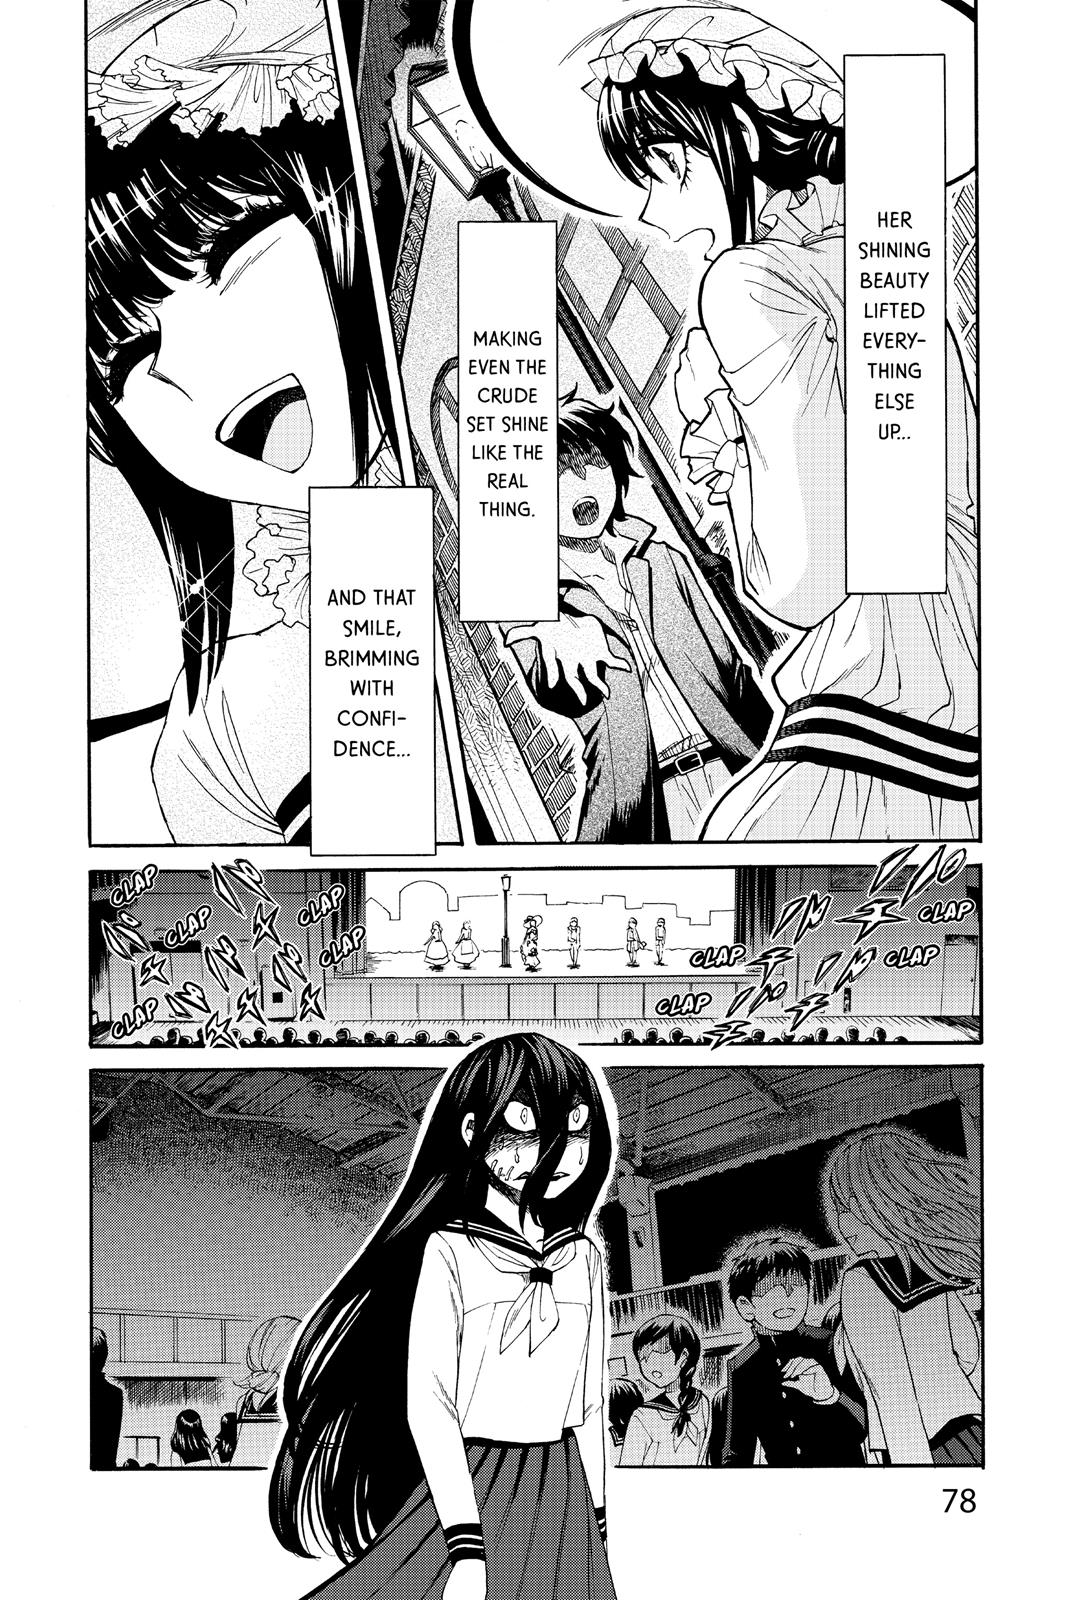 HER
SHINING
BEAUTY
LIFTED
EVERY-
THING
ELSE
UP...
MAKING
EVEN THE
CRUDE
SET SHINE
LIKE THE
REAL
THING.
AND THAT
SMILE,
BRIMMING
WITH
CONFI-
DENCE...
CLAP
CLAP
CLAP
CLAP
CLAP
CLAP
CLAP
CLAP
CLAP
78